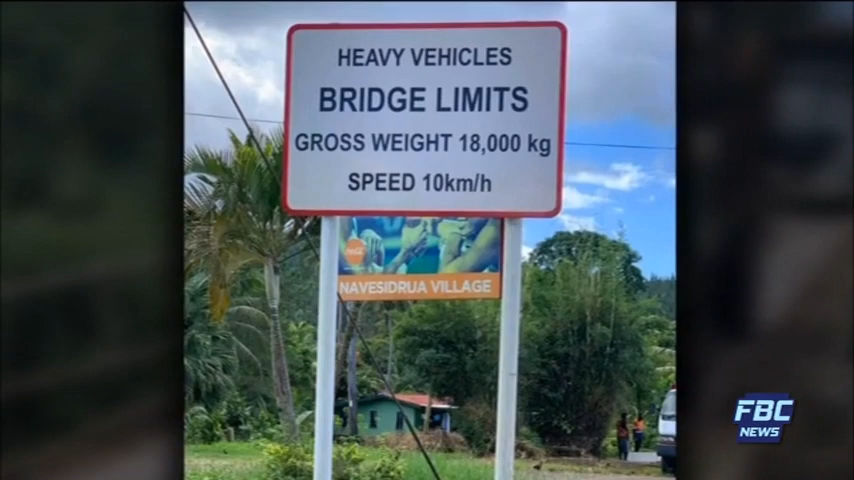 HEAVY VEHICLES
BRIDGE LIMITS
GROSS WEIGHT 18,000 kg
SPEED 10km/h
NAVESIDRUA VILLAGE
FBC
NEWS